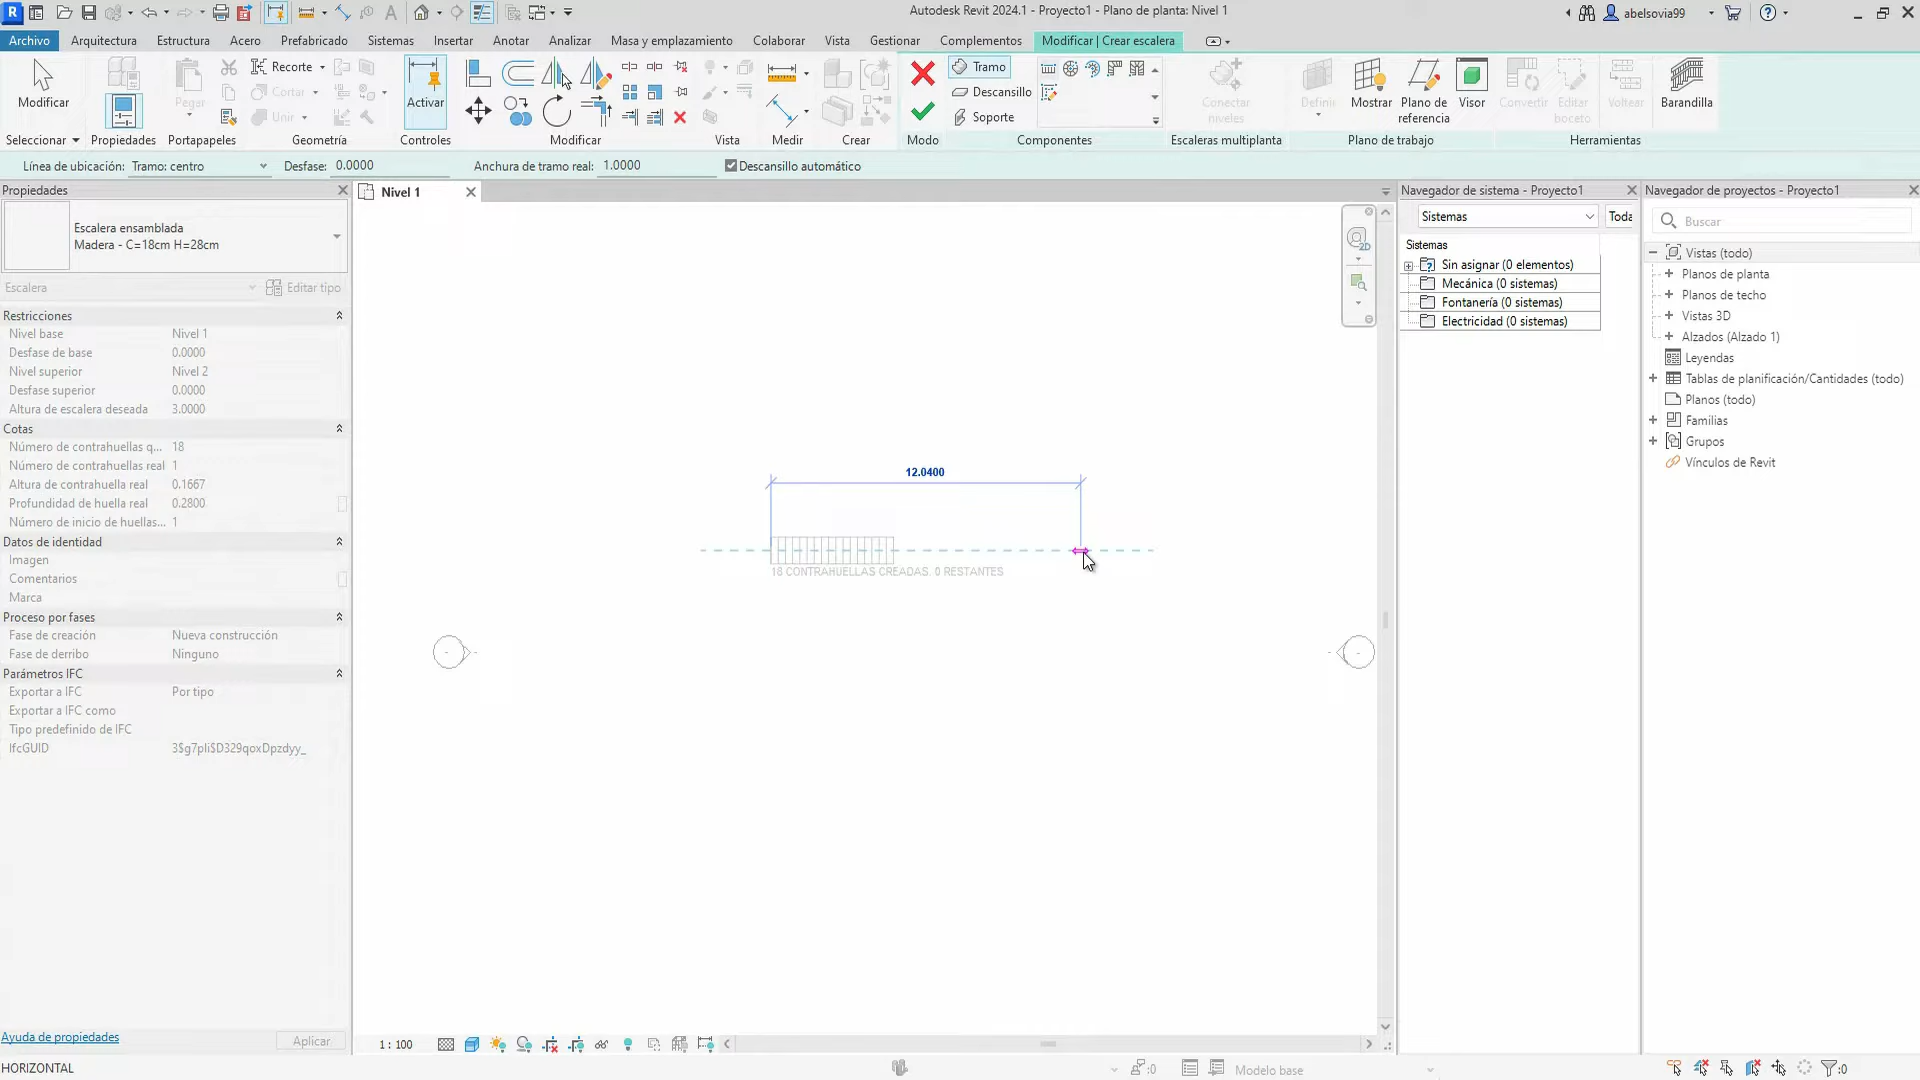 Autodesk Revit 2024.1 - Proyecto1 - Plano de planta: Nivel 1
abelsovia99
Archivo
Arquitectura
Estructura
Acero
Prefabricado
Sistemas
Insertar
Anotar
Analizar
Masa y emplazamiento
Colaborar
Vista
Gestionar
Complementos
Modificar | Crear escalera
Modificar
Pegar
Recorte
Cortar
Unir
Activar
Tramo
Descansillo
Soporte
Conectar
niveles
Definir
Mostrar
Plano de
referencia
Visor
Convertir
Editar
boceto
Voltear
Barandilla
Seleccionar
Propiedades
Portapapeles
Geometría
Controles
Modificar
Vista
Medir
Crear
Modo
Componentes
Escaleras multiplanta
Plano de trabajo
Herramientas
Línea de ubicación: Tramo: centro
Desfase: 0.0000
Anchura de tramo real: 1.0000
Descansillo automático
Propiedades
Escalera ensamblada
Madera - C=18cm H=28cm
Escalera
Editar tipo
Restricciones
Nivel base Nivel 1
Desfase de base 0.0000
Nivel superior Nivel 2
Desfase superior 0.0000
Altura de escalera deseada 3.0000
Cotas
Número de contrahuellas q... 18
Número de contrahuellas real 1
Altura de contrahuella real 0.1667
Profundidad de huella real 0.2800
Número de inicio de huellas... 1
Datos de identidad
Imagen
Comentarios
Marca
Proceso por fases
Fase de creación Nueva construcción
Fase de derribo Ninguno
Parámetros IFC
Exportar a IFC Por tipo
Exportar a IFC como
Tipo predefinido de IFC
IfcGUID 3$g7pli$D329qoxDpzdyy_
Ayuda de propiedades
Aplicar
Nivel 1
2D
12.0400
18 CONTRAHUELLAS CREADAS. 0 RESTANTES
1 : 100
Navegador de sistema - Proyecto1
Sistemas
Toda
Sistemas
Sin asignar (0 elementos)
Mecánica (0 sistemas)
Fontanería (0 sistemas)
Electricidad (0 sistemas)
Navegador de proyectos - Proyecto1
Buscar
Vistas (todo)
Planos de planta
Planos de techo
Vistas 3D
Alzados (Alzado 1)
Leyendas
Tablas de planificación/Cantidades (todo)
Planos (todo)
Familias
Grupos
Vínculos de Revit
HORIZONTAL
:0
Modelo base
:0